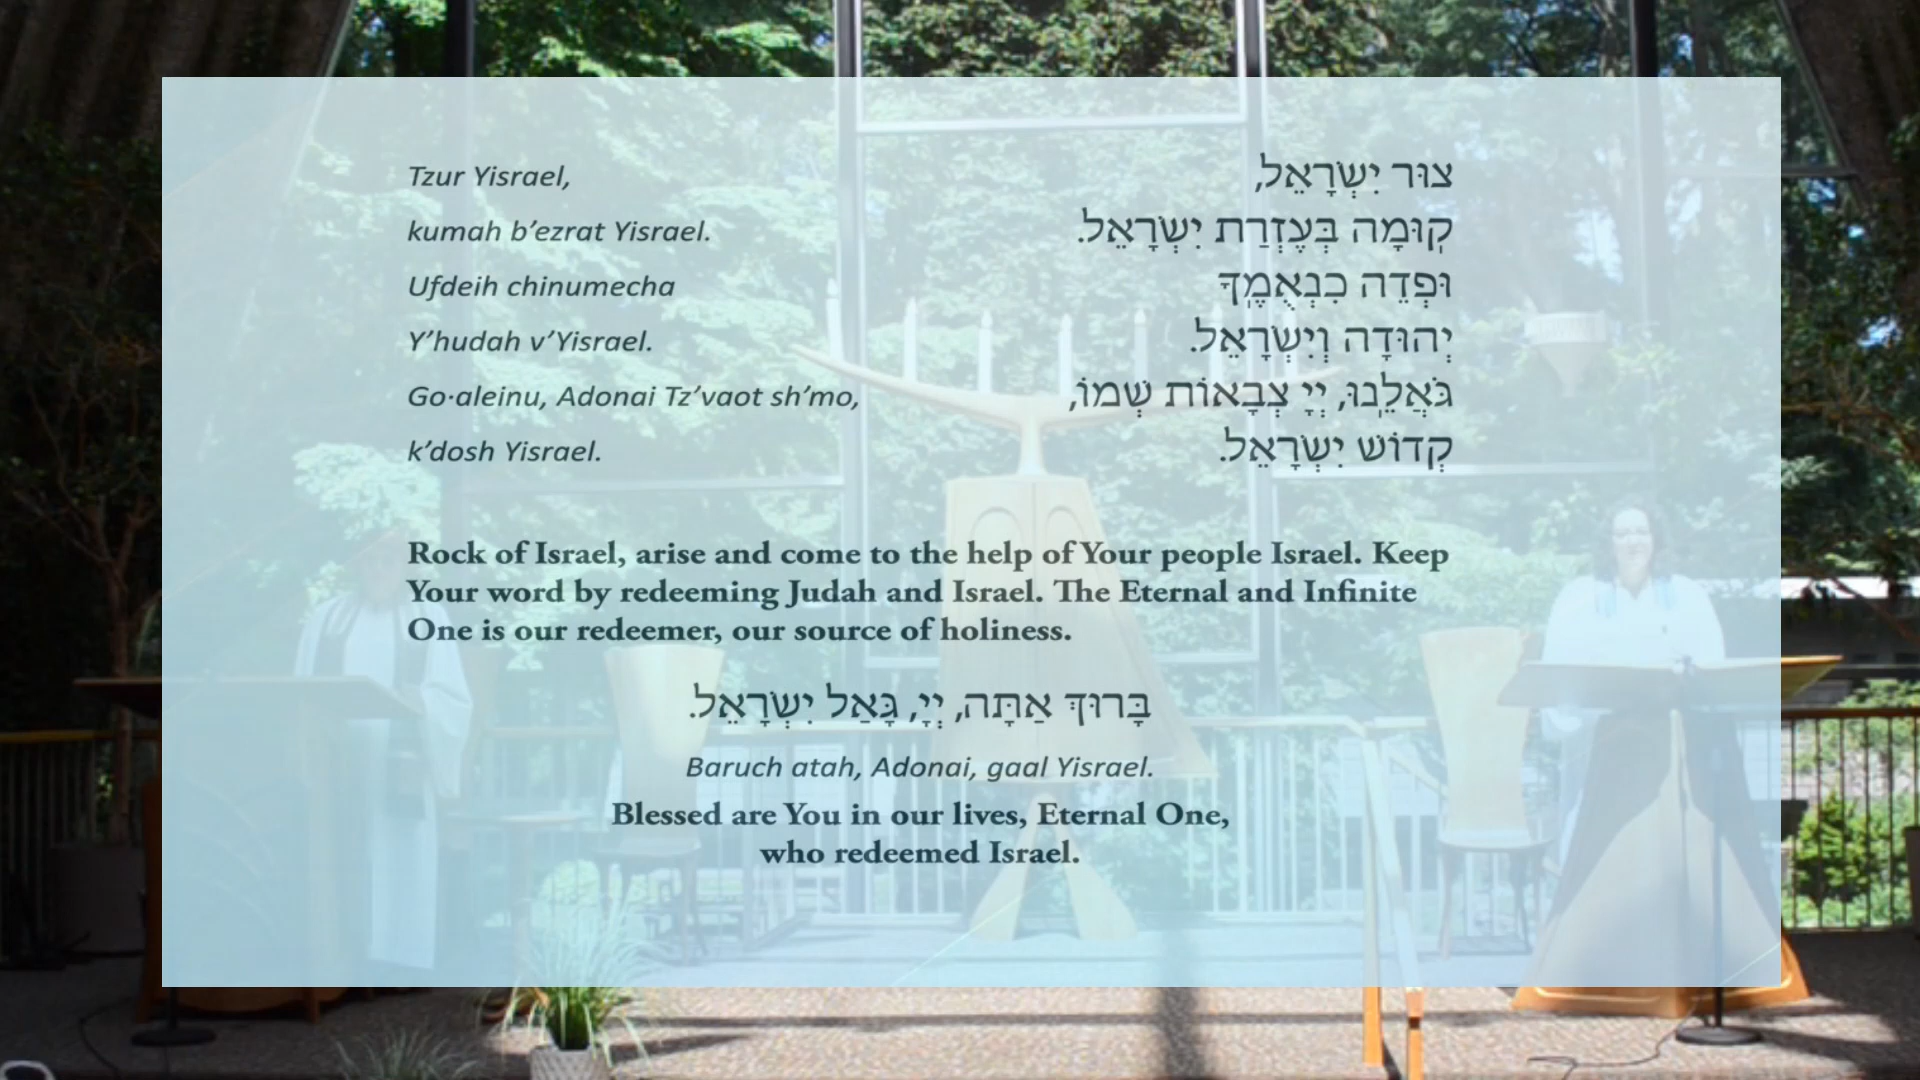 Tzur Yisrael,
צוּר יִשְׂרָאֵל,
kumah b’ezrat Yisrael.
קֽוּמָה בְּעֶזְרַת יִשְׂרָאֵל.
Ufdeih chinumecha
וּפְדֵה כִנְאֻמֶֽךָ
Y’hudah v’Yisrael.
יְהוּדָה וְיִשְׂרָאֵל.
Go·aleinu, Adonai Tz’vaot sh’mo,
גֹּאֲלֵֽנוּ, יְיָ צְבָאוֹת שְׁמוֹ,
k’dosh Yisrael.
קְדוֹשׁ יִשְׂרָאֵל.
Rock of Israel, arise and come to the help of Your people Israel. Keep
Your word by redeeming Judah and Israel. The Eternal and Infinite
One is our redeemer, our source of holiness.
בָּרוּךְ אַתָּה, יְיָ, גָּאַל יִשְׂרָאֵל.
Baruch atah, Adonai, gaal Yisrael.
Blessed are You in our lives, Eternal One,
who redeemed Israel.